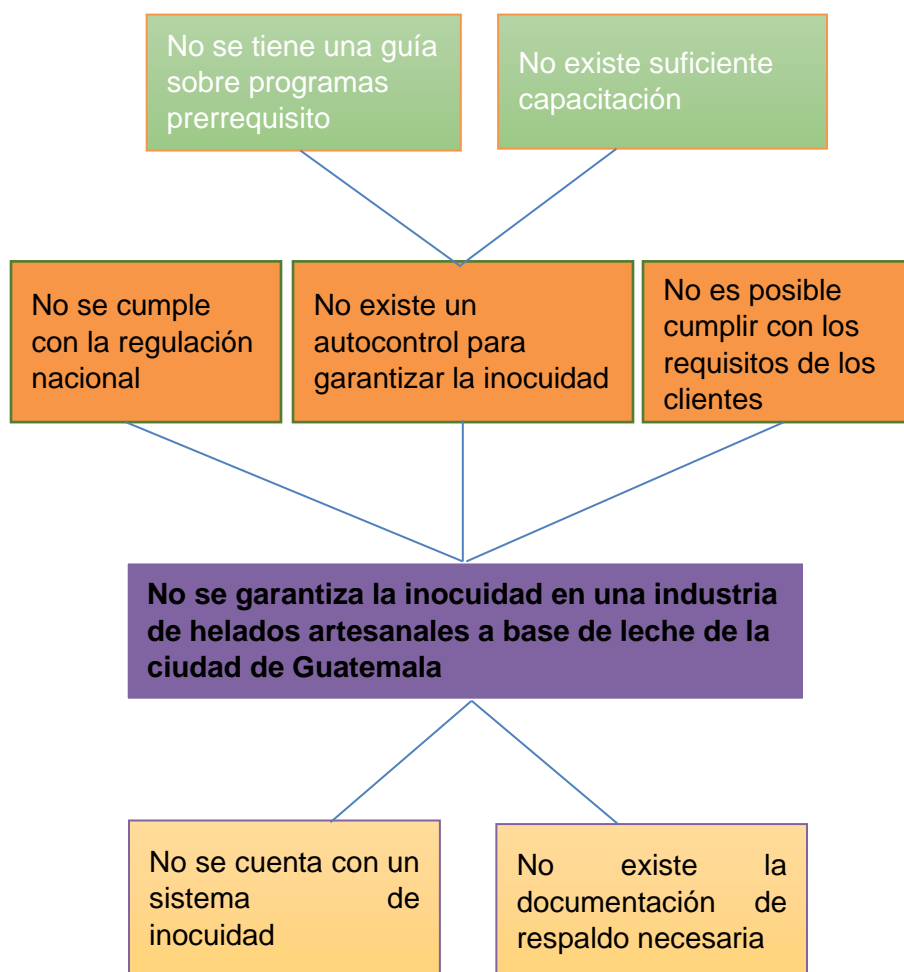 No se tiene una guía
sobre programas
prerrequisito
No existe suficiente
capacitación
No se cumple
con la regulación
nacional
No existe un
autocontrol para
garantizar la inocuidad
No es posible
cumplir con los
requisitos de los
clientes
No se garantiza la inocuidad en una industria
de helados artesanales a base de leche de la
ciudad de Guatemala
No se cuenta con un
sistema de
inocuidad
No existe la
documentación de
respaldo necesaria